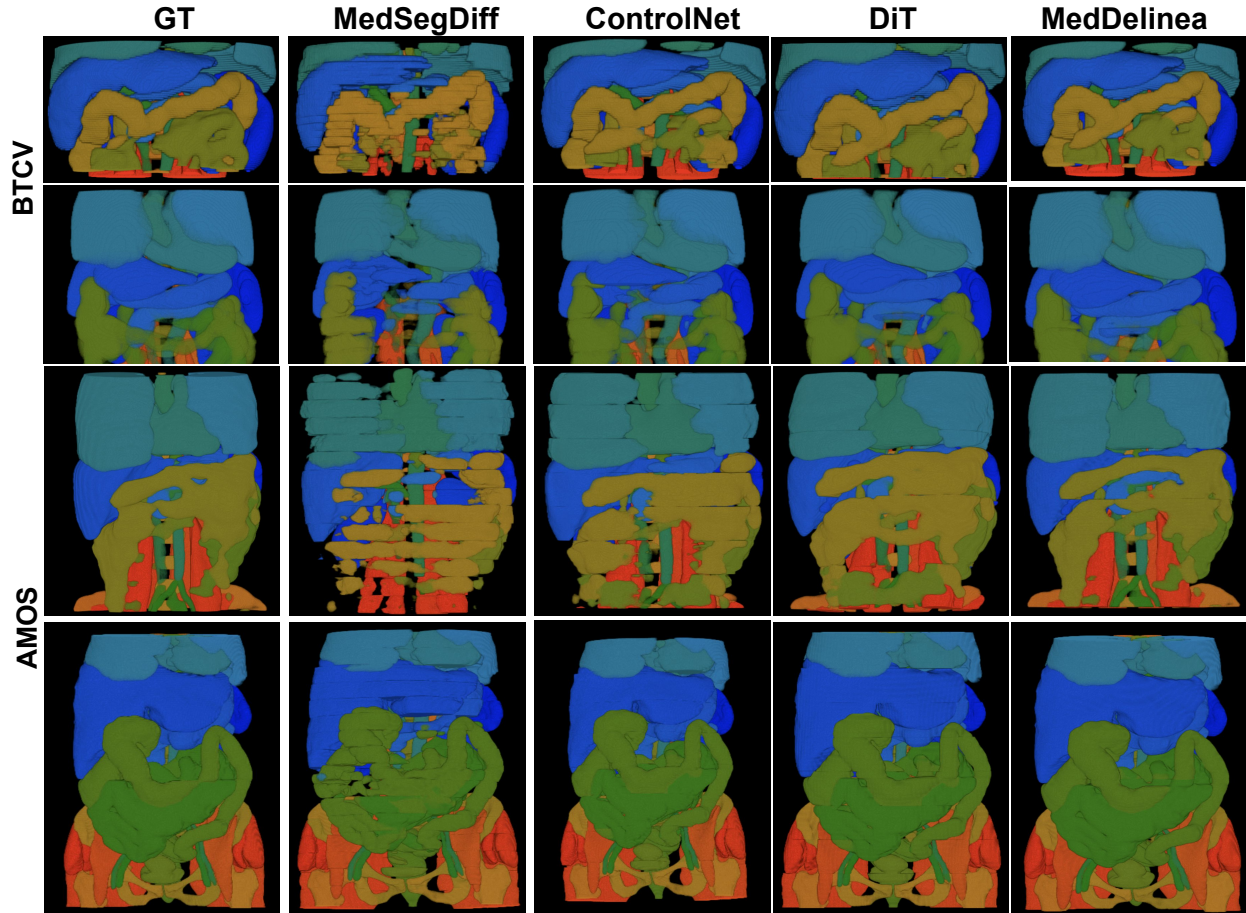 GT
MedSegDiff
ControlNet
DiT
MedDelinea
BTCV
AMOS